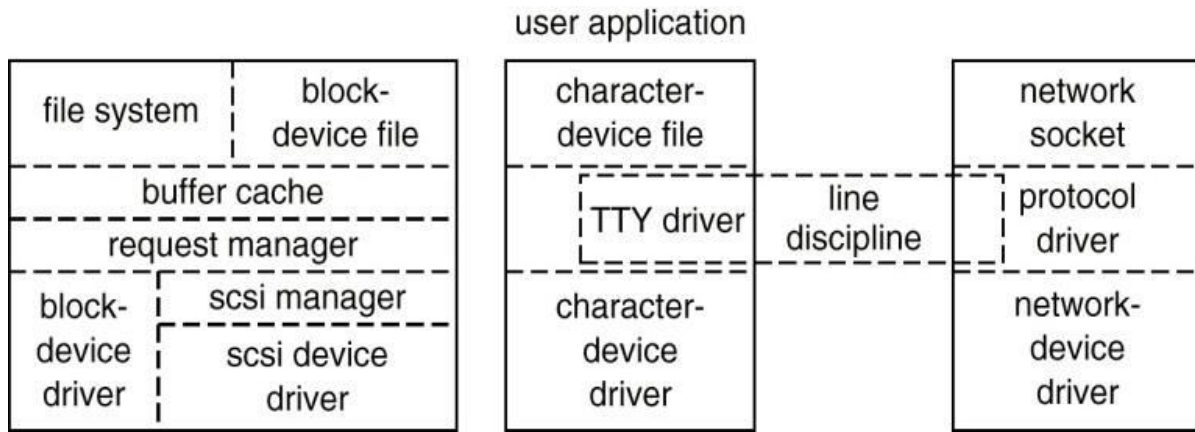 user application
file system
block-
device file
buffer cache
request manager
block-
device
driver
scsi manager
scsi device
driver
character-
device file
TTY driver
line
discipline
character-
device
driver
network
socket
protocol
driver
network-
device
driver